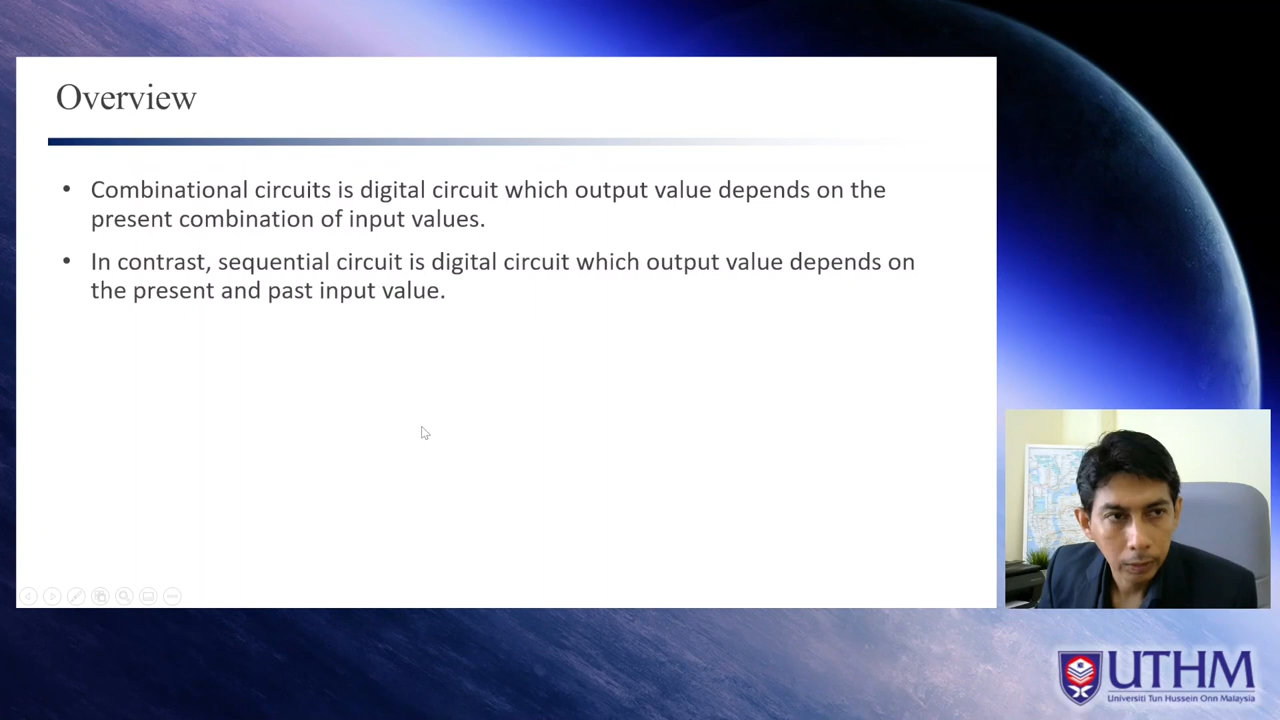 Overview
• Combinational circuits is digital circuit which output value depends on the
present combination of input values.
• In contrast, sequential circuit is digital circuit which output value depends on
the present and past input value.
UTHM
Universiti Tun Hussein Onn Malaysia